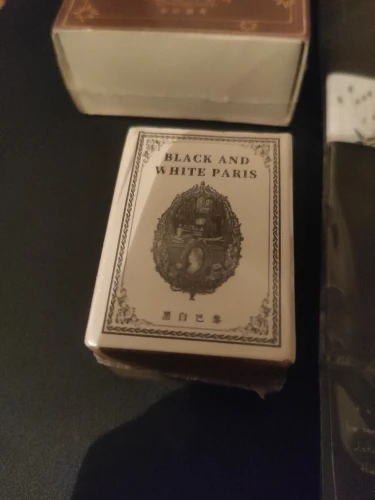 BLACK AND
WHITE PARIS
黑白巴黎